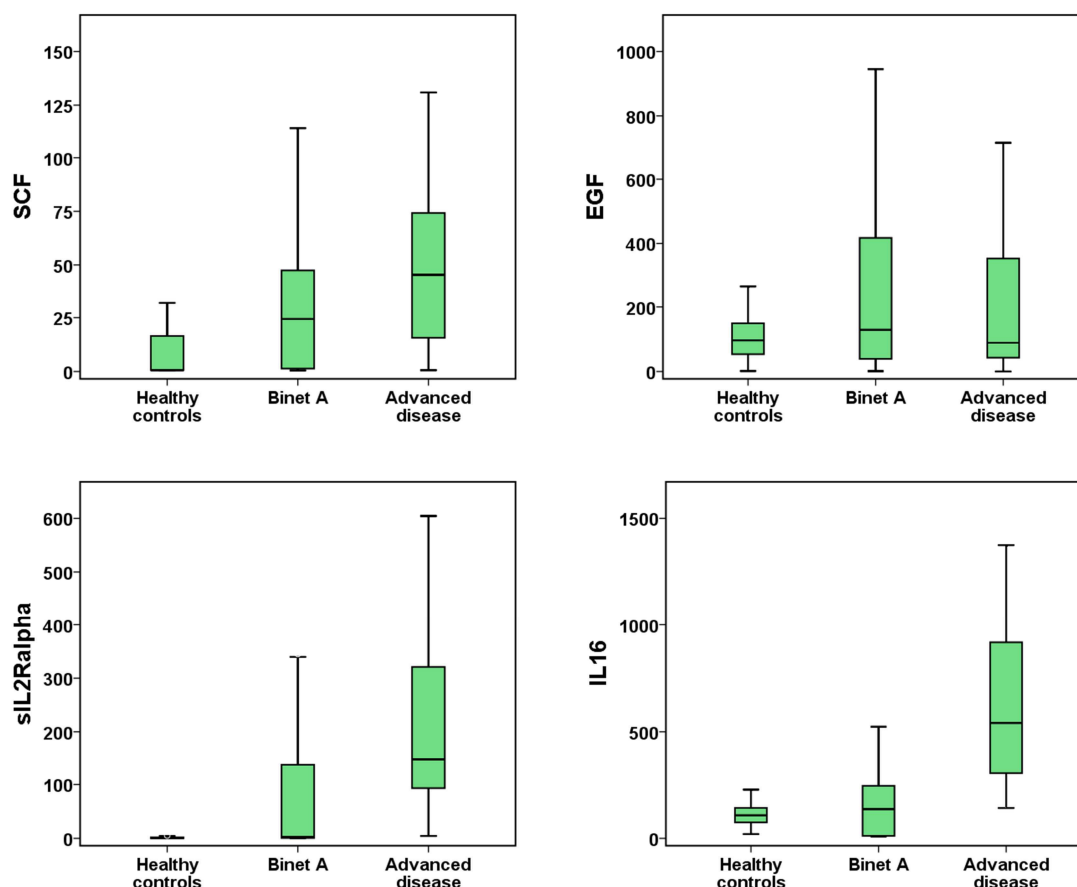 SCF
150
125
100
75
50
25
0
Healthy
controls
Binet A
Advanced
disease
EGF
1000
800
600
400
200
0
Healthy
controls
Binet A
Advanced
disease
sIL2Ralpha
600
500
400
300
200
100
0
Healthy
controls
Binet A
Advanced
disease
IL16
1500
1000
500
0
Healthy
controls
Binet A
Advanced
disease